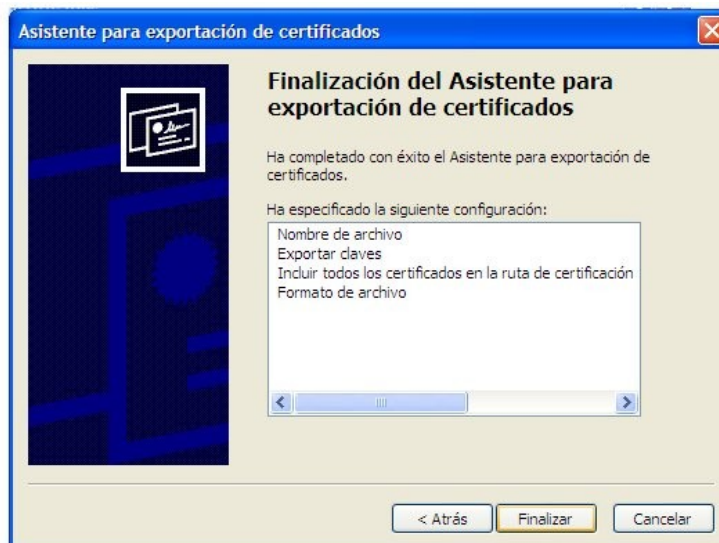 Asistente para exportación de certificados
Finalización del Asistente para
exportación de certificados
Ha completado con éxito el Asistente para exportación de
certificados.
Ha especificado la siguiente configuración:
Nombre de archivo
Exportar claves
Incluir todos los certificados en la ruta de certificación
Formato de archivo
< Atrás
Finalizar
Cancelar